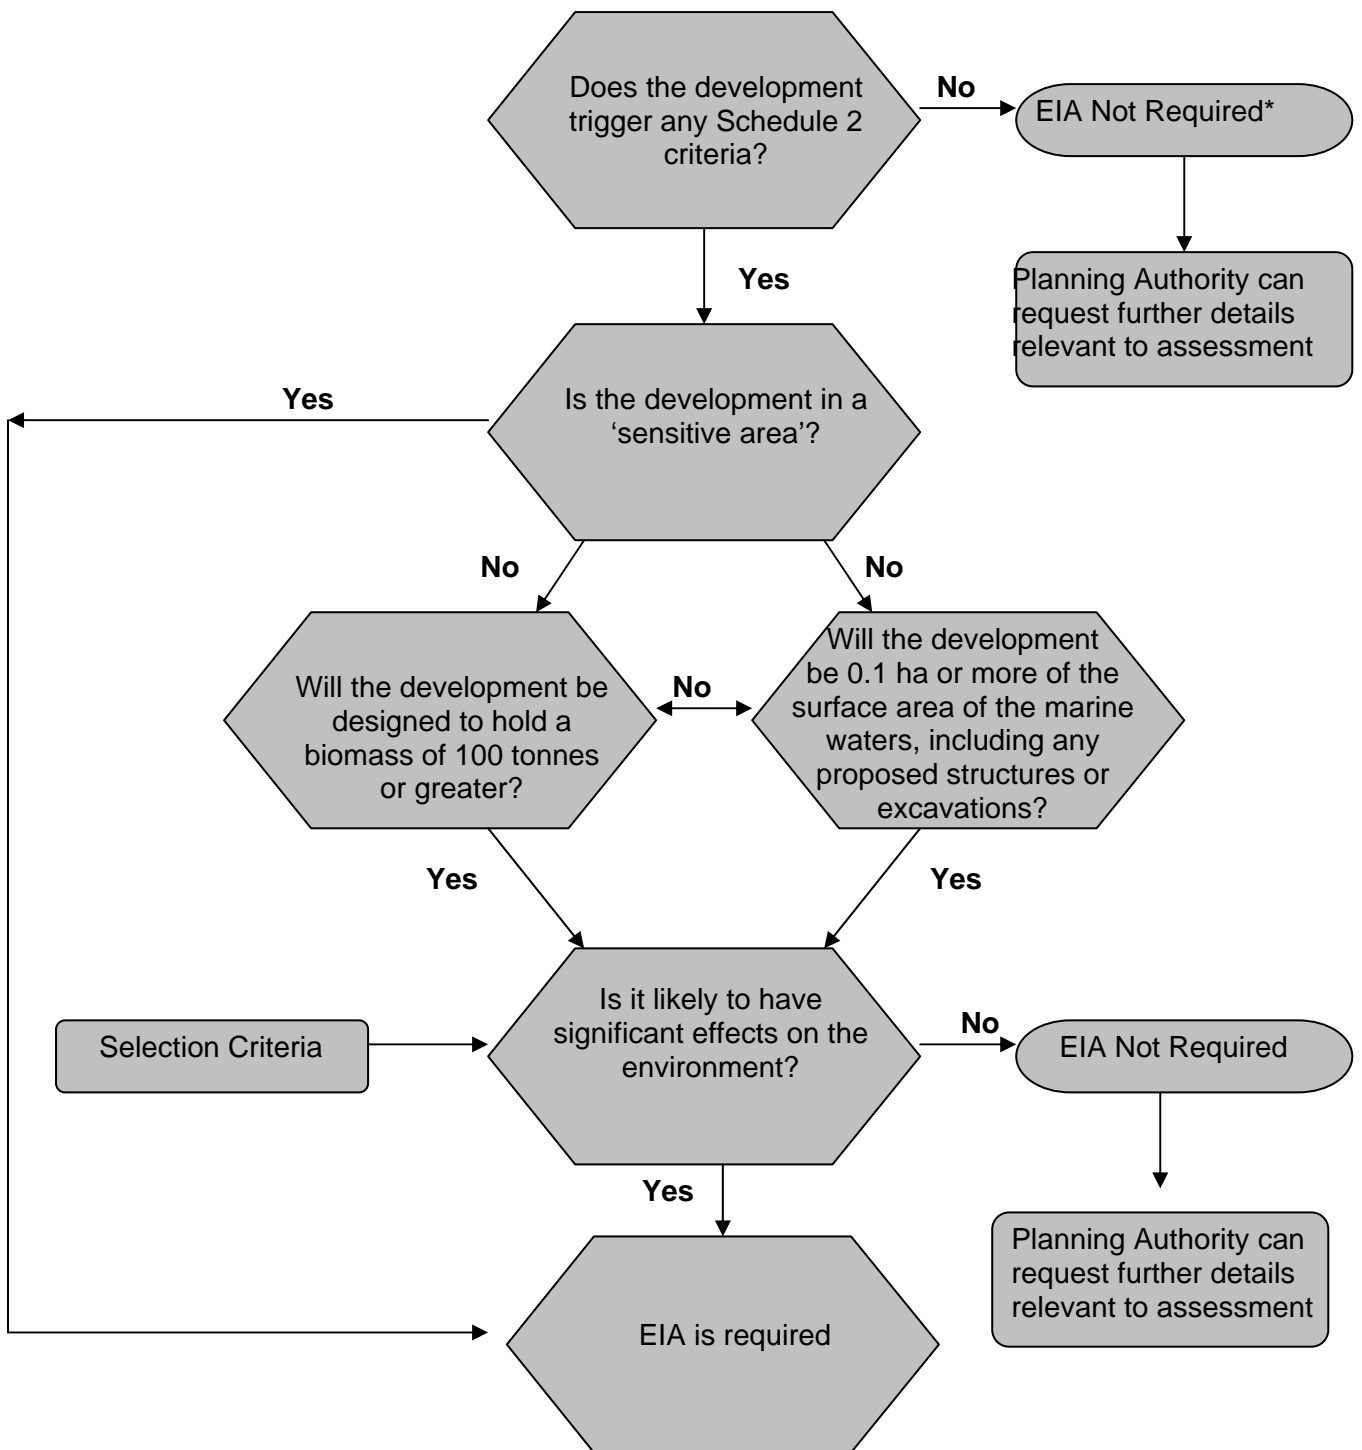 Does the development
trigger any Schedule 2
criteria?
No
EIA Not Required*
Planning Authority can
request further details
relevant to assessment
Yes
Is the development in a
‘sensitive area’?
Yes
No
No
Will the development be
designed to hold a
biomass of 100 tonnes
or greater?
No
Will the development
be 0.1 ha or more of the
surface area of the marine
waters, including any
proposed structures or
excavations?
Yes
Yes
Selection Criteria
Is it likely to have
significant effects on the
environment?
No
EIA Not Required
Yes
Planning Authority can
request further details
relevant to assessment
EIA is required